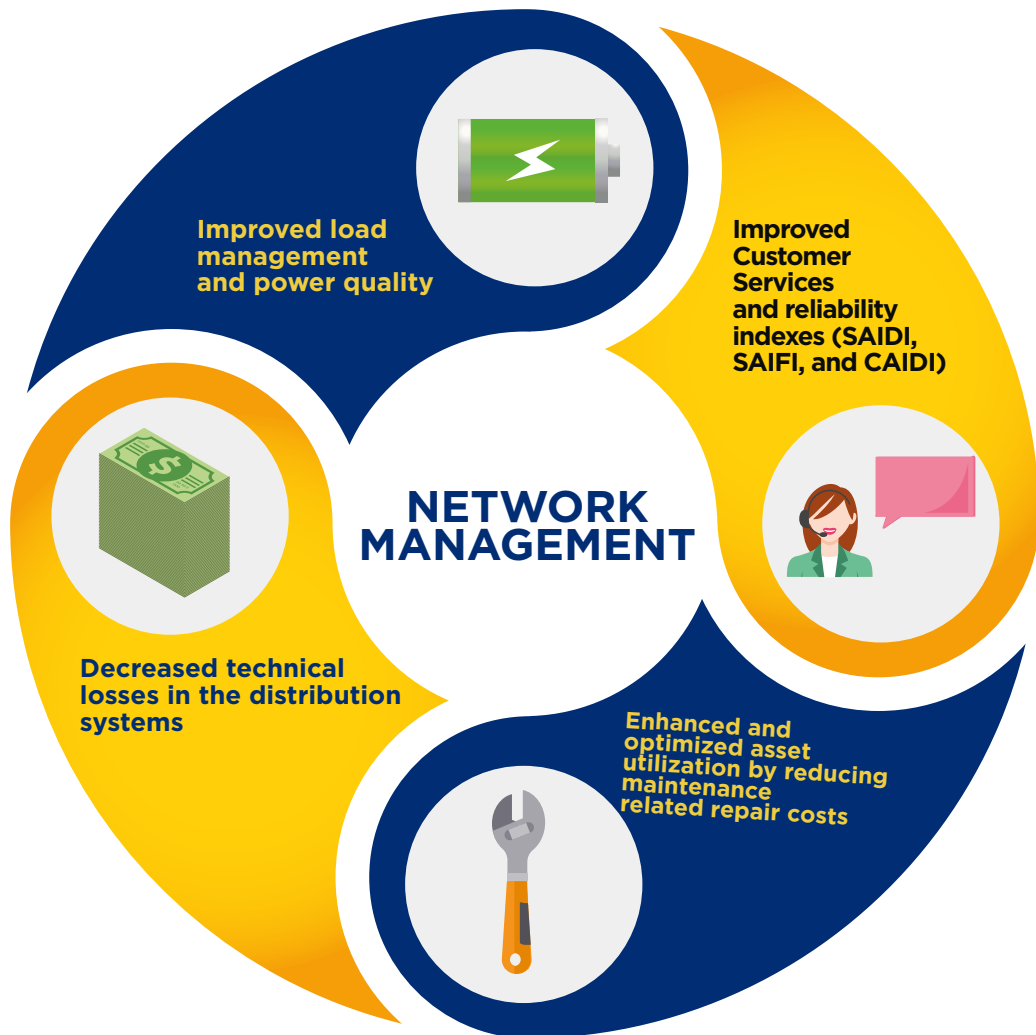 Improved load
management
and power quality
Improved
Customer
Services
and reliability
indexes (SAIDI,
SAIFI, and CAIDI)
NETWORK
MANAGEMENT
Decreased technical
losses in the distribution
systems
Enhanced and
optimized asset
utilization by reducing
maintenance
related repair costs